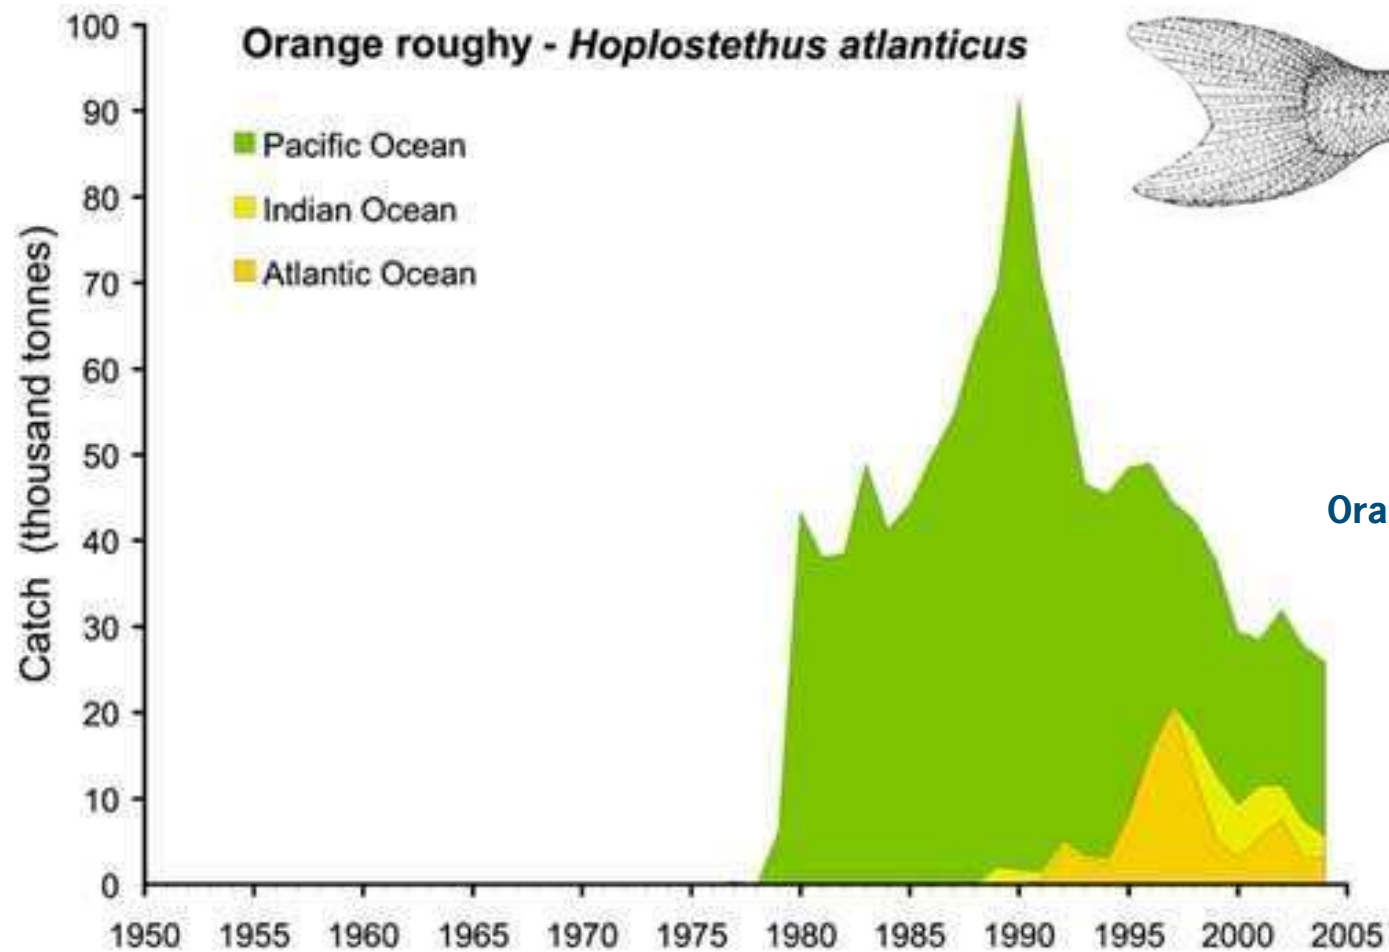 Orange roughy - Hoplostethus atlanticus
Pacific Ocean
Indian Ocean
Atlantic Ocean
Catch (thousand tonnes)
100
90
80
70
60
50
40
30
20
10
0
1950 1955 1960 1965 1970 1975 1980 1985 1990 1995 2000 2005
Ora